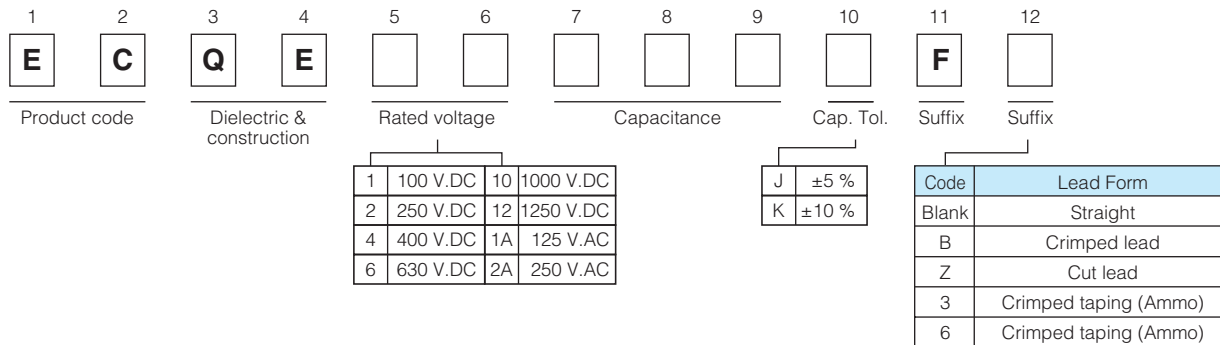 1 2 3 4 5 6 7 8 9 10 11 12
E C Q E F
Product code Dielectric & construction Rated voltage Capacitance Cap. Tol. Suffix Suffix
1 100 V.DC 10 1000 V.DC
2 250 V.DC 12 1250 V.DC
4 400 V.DC 1A 125 V.AC
6 630 V.DC 2A 250 V.AC
J ±5 %
K ±10 %
Code Lead Form
Blank Straight
B Crimped lead
Z Cut lead
3 Crimped taping (Ammo)
6 Crimped taping (Ammo)